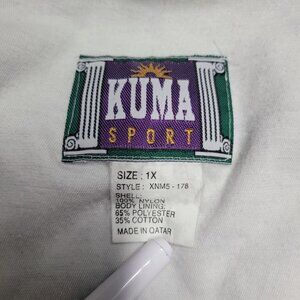 KUMA
SPORT
SIZE : 1X
STYLE : XNM5 - 178
SHELL:
100% NYLON
BODY LINING:
65% POLYESTER
35% COTTON
MADE IN QATAR